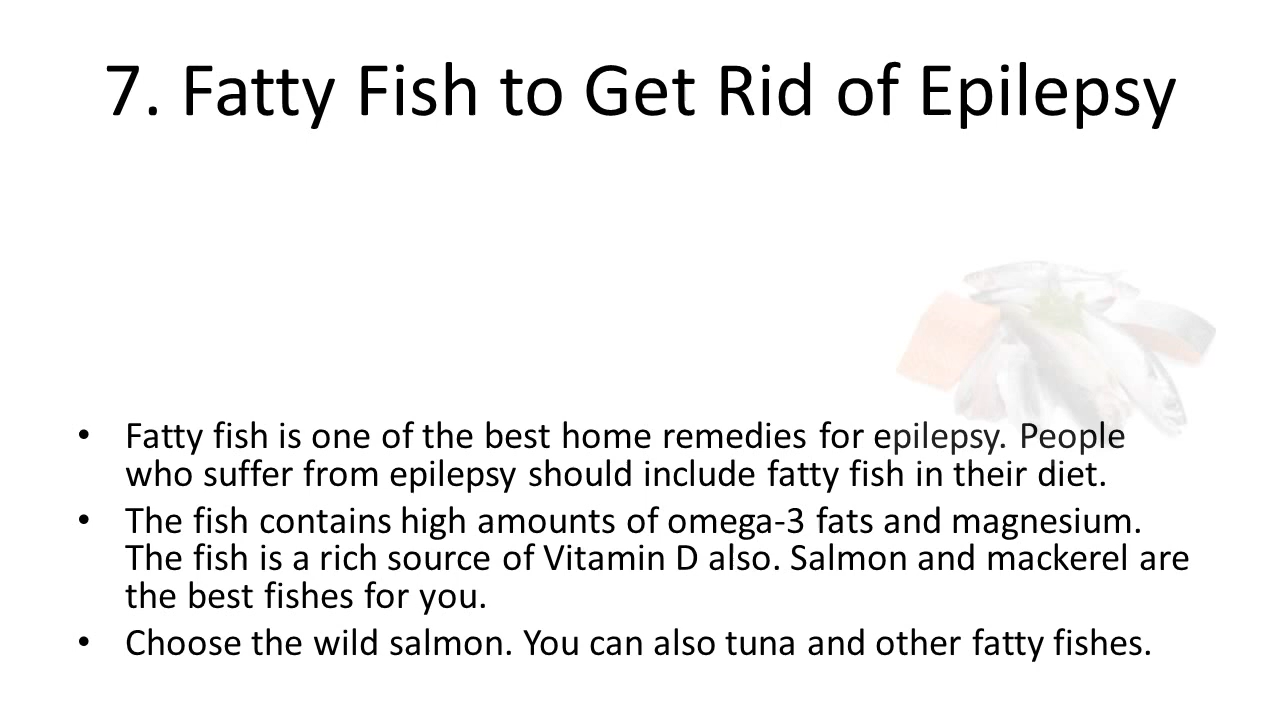 7. Fatty Fish to Get Rid of Epilepsy
• Fatty fish is one of the best home remedies for epilepsy. People
who suffer from epilepsy should include fatty fish in their diet.
• The fish contains high amounts of omega-3 fats and magnesium.
The fish is a rich source of Vitamin D also. Salmon and mackerel are
the best fishes for you.
• Choose the wild salmon. You can also tuna and other fatty fishes.